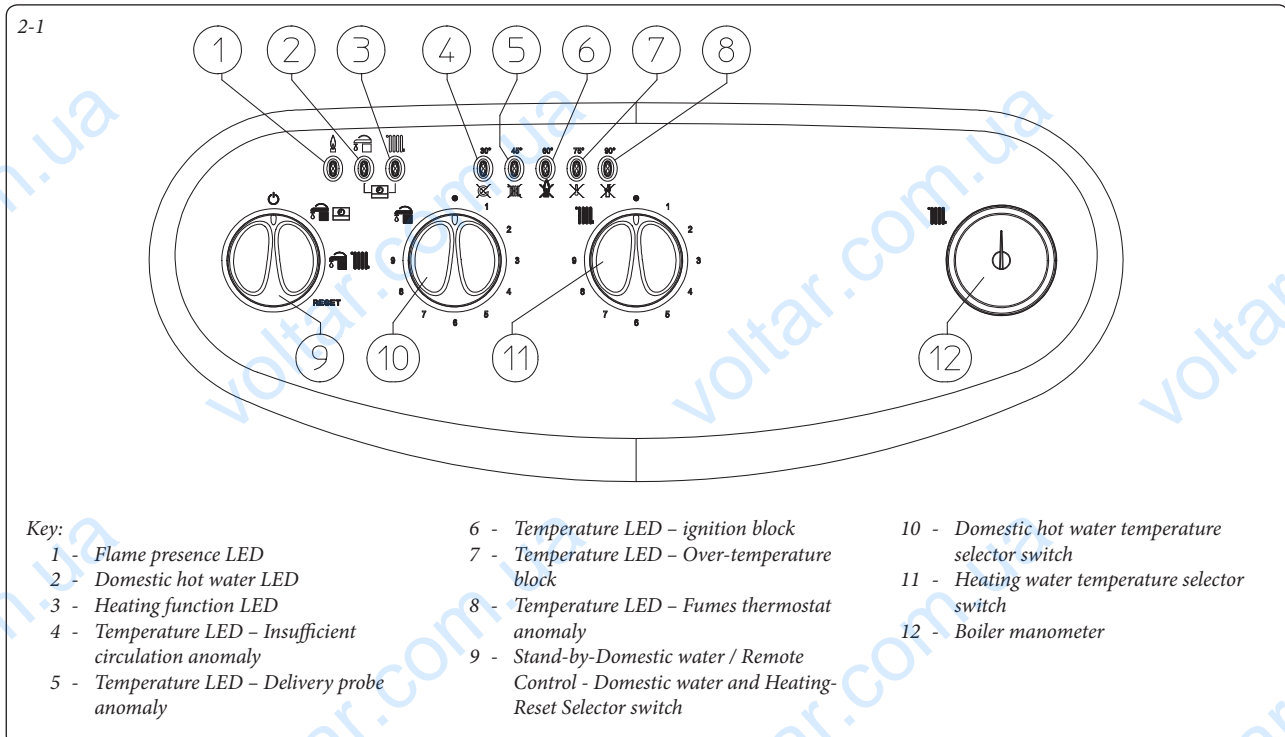 2-1
1 2 3 4 5 6 7 8
30° 45° 60° 75° 90°
1
2
3
4
5
6
7
8
9
1
2
3
4
5
6
7
8
9
RESET
9 10 11 12
Key:
1 - Flame presence LED
2 - Domestic hot water LED
3 - Heating function LED
4 - Temperature LED – Insufficient
circulation anomaly
5 - Temperature LED – Delivery probe
anomaly
6 - Temperature LED – ignition block
7 - Temperature LED – Over-temperature
block
8 - Temperature LED – Fumes thermostat
anomaly
9 - Stand-by-Domestic water / Remote
Control - Domestic water and Heating-
Reset Selector switch
10 - Domestic hot water temperature
selector switch
11 - Heating water temperature selector
switch
12 - Boiler manometer
voltar.com.ua